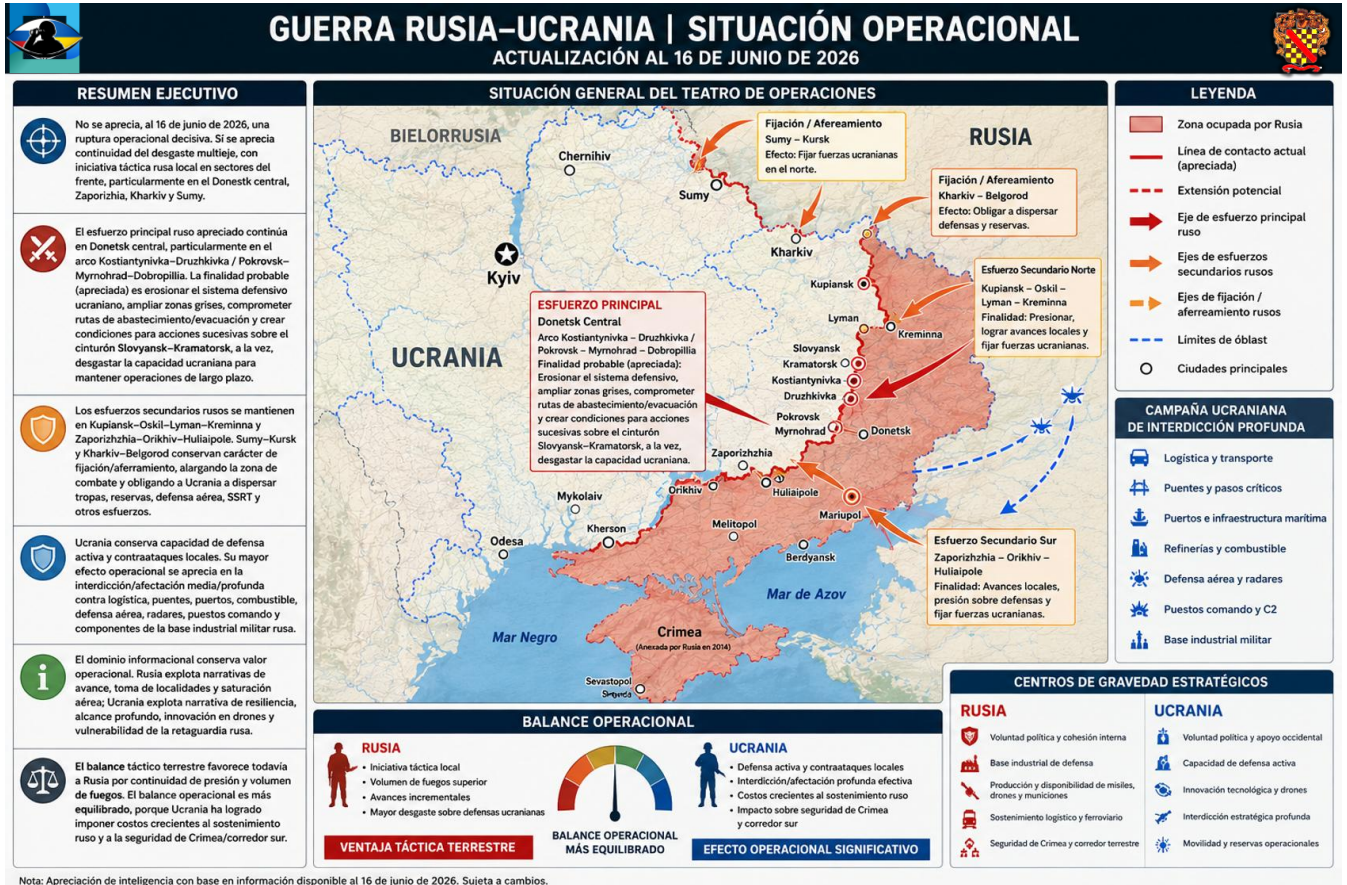 GUERRA RUSIA–UCRANIA | SITUACIÓN OPERACIONAL
ACTUALIZACIÓN AL 16 DE JUNIO DE 2026
RESUMEN EJECUTIVO
No se aprecia, al 16 de junio de 2026, una
ruptura operacional decisiva. Sí se aprecia
continuidad del desgaste multieje, con
iniciativa táctica rusa local en sectores del
frente, particularmente en el Donestk central,
Zaporizhia, Kharkiv y Sumy.
El esfuerzo principal ruso apreciado continúa
en Donetsk central, particularmente en el
arco Kostiantynivka–Druzhkivka / Pokrovsk–
Myrnohrad–Dobropillia. La finalidad probable
(apreciada) es erosionar el sistema defensivo
ucraniano, ampliar zonas grises, comprometer
rutas de abastecimiento/evacuación y crear
condiciones para acciones sucesivas sobre el
cinturón Slovyansk–Kramatorsk, a la vez,
desgastar la capacidad ucraniana para
mantener operaciones de largo plazo.
Los esfuerzos secundarios rusos se mantienen
en Kupiansk–Oskil–Lyman–Kreminna y
Zaporizhzhia–Orikhiv–Huliaipole. Sumy–Kursk
y Kharkiv–Belgorod conservan carácter de
fijación/aferramiento, alargando la zona de
combate y obligando a Ucrania a dispersar
tropas, reservas, defensa aérea, SSRT y
otros esfuerzos.
Ucrania conserva capacidad de defensa
activa y contraataques locales. Su mayor
efecto operacional se aprecia en la
interdicción/afectación media/profunda
contra logística, puentes, puertos, combustible,
defensa aérea, radares, puestos comando y
componentes de la base industrial militar rusa.
El dominio informacional conserva valor
operacional. Rusia explota narrativas de
avance, toma de localidades y saturación
aérea; Ucrania explota narrativa de resiliencia,
alcance profundo, innovación en drones y
vulnerabilidad de la retaguardia rusa.
El balance táctico terrestre favorece todavía
a Rusia por continuidad de presión y volumen
de fuegos. El balance operacional es más
equilibrado, porque Ucrania ha logrado
imponer costos crecientes al sostenimiento
ruso y a la seguridad de Crimea/corredor sur.
SITUACIÓN GENERAL DEL TEATRO DE OPERACIONES
BIELORRUSIA
RUSIA
UCRANIA
Chernihiv
Sumy
Kyiv
Kharkiv
Kupiansk
Lyman
Kreminna
Slovyansk
Kramatorsk
Kostiantynivka
Druzhkivka
Pokrovsk
Myrnohrad
Donetsk
Zaporizhzhia
Orikhiv
Huliaipole
Mykolaiv
Mariupol
Kherson
Melitopol
Odesa
Berdyansk
Mar de Azov
Mar Negro
Crimea
(Anexada por Rusia en 2014)
Sevastopol
Fijación / Afereamiento
Sumy – Kursk
Efecto: Fijar fuerzas ucranianas
en el norte.
Fijación / Afereamiento
Kharkiv – Belgorod
Efecto: Obligar a dispersar
defensas y reservas.
Esfuerzo Secundario Norte
Kupiansk – Oskil –
Lyman – Kreminna
Finalidad: Presionar,
lograr avances locales y
fijar fuerzas ucranianas.
ESFUERZO PRINCIPAL
Donetsk Central
Arco Kostiantynivka – Druzhkivka /
Pokrovsk – Myrnohrad – Dobropillia
Finalidad probable (apreciada):
Erosionar el sistema defensivo,
ampliar zonas grises, comprometer
rutas de abastecimiento/evacuación
y crear condiciones para acciones
sucesivas sobre el cinturón
Slovyansk–Kramatorsk, a la vez,
desgastar la capacidad ucraniana.
Esfuerzo Secundario Sur
Zaporizhzhia – Orikhiv –
Huliaipole
Finalidad: Avances locales,
presión sobre defensas y
fijar fuerzas ucranianas.
LEYENDA
Zona ocupada por Rusia
Línea de contacto actual
(apreciada)
Extensión potencial
Eje de esfuerzo principal
ruso
Ejes de esfuerzos
secundarios rusos
Ejes de fijación /
aferreamiento rusos
Límites de óblast
Ciudades principales
CAMPAÑA UCRANIANA
DE INTERDICCIÓN PROFUNDA
Logística y transporte
Puentes y pasos críticos
Puertos e infraestructura marítima
Refinerías y combustible
Defensa aérea y radares
Puestos comando y C2
Base industrial militar
BALANCE OPERACIONAL
RUSIA
• Iniciativa táctica local
• Volumen de fuegos superior
• Avances incrementales
• Mayor desgaste sobre defensas ucranianas
VENTAJA TÁCTICA TERRESTRE
BALANCE OPERACIONAL
MÁS EQUILIBRADO
UCRANIA
• Defensa activa y contraataques locales
• Interdicción/afectación profunda efectiva
• Costos crecientes al sostenimiento ruso
• Impacto sobre seguridad de Crimea
y corredor sur
EFECTO OPERACIONAL SIGNIFICATIVO
CENTROS DE GRAVEDAD ESTRATÉGICOS
RUSIA
Voluntad política y cohesión interna
Base industrial de defensa
Producción y disponibilidad de misiles,
drones y municiones
Sostenimiento logístico y ferroviario
Seguridad de Crimea y corredor terrestre
UCRANIA
Voluntad política y apoyo occidental
Capacidad de defensa activa
Innovación tecnológica y drones
Interdicción estratégica profunda
Movilidad y reservas operacionales
Nota: Apreciación de inteligencia con base en información disponible al 16 de junio de 2026. Sujeta a cambios.